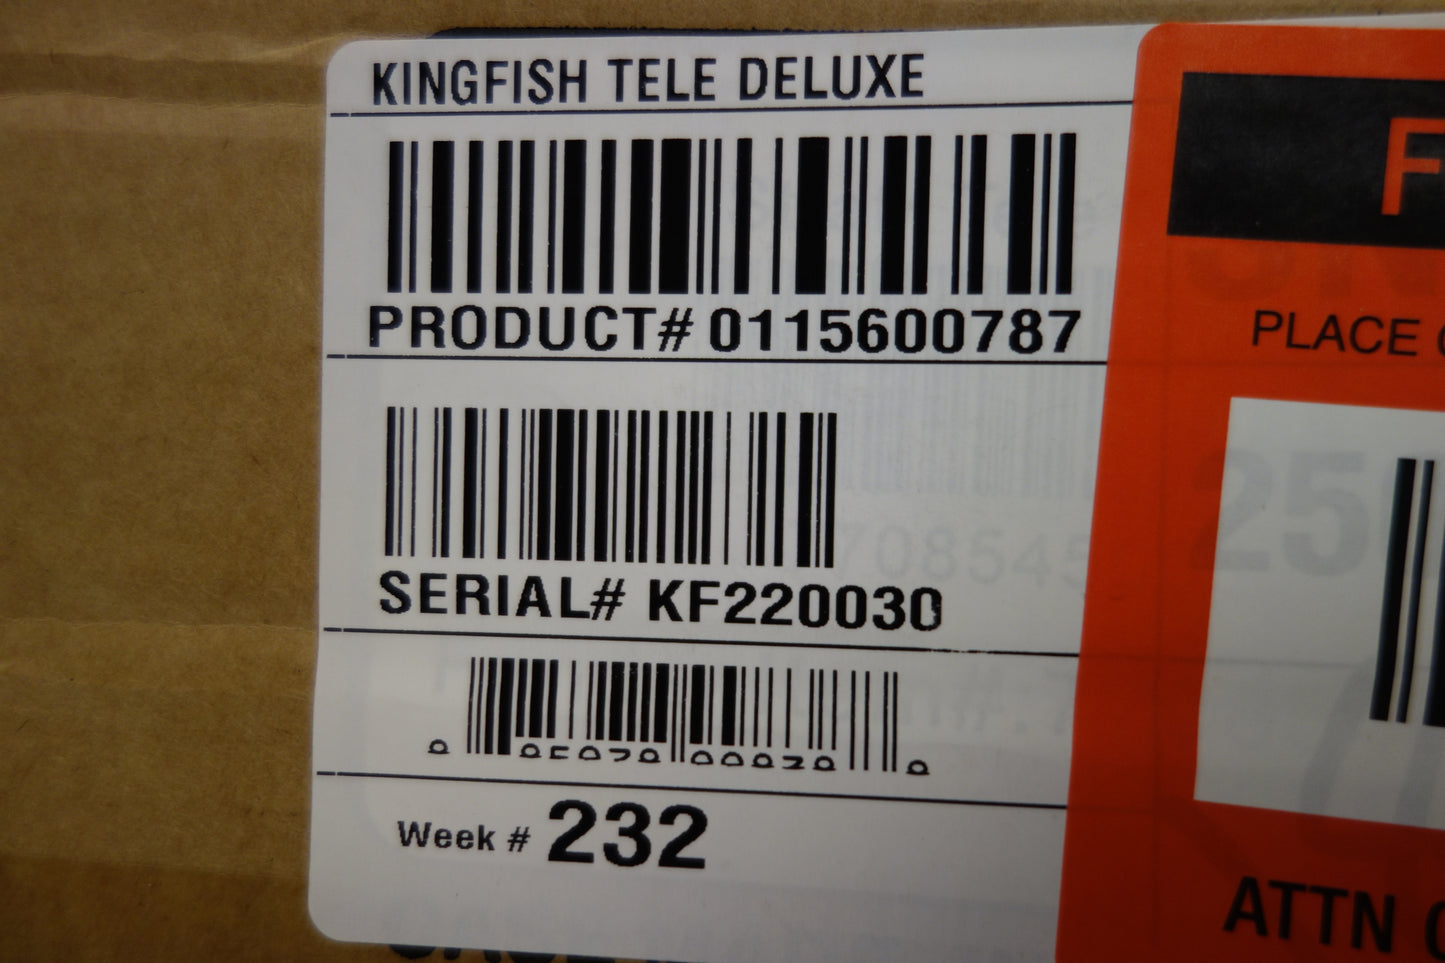 KINGFISH TELE DELUXE
PRODUCT# 0115600787
SERIAL# KF220030
Week # 232
F
PLACE
ATTN